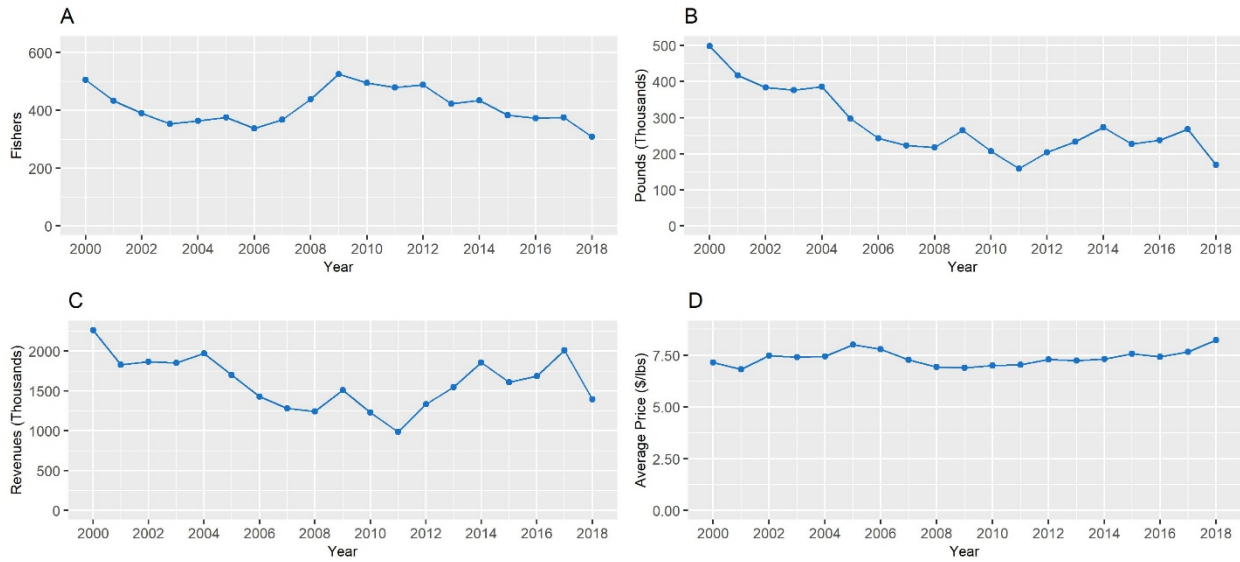 A
Fishers
600
400
200
0
2000 2002 2004 2006 2008 2010 2012 2014 2016 2018
Year
B
Pounds (Thousands)
500
400
300
200
100
0
2000 2002 2004 2006 2008 2010 2012 2014 2016 2018
Year
C
Revenues (Thousands)
2000
1500
1000
500
0
2000 2002 2004 2006 2008 2010 2012 2014 2016 2018
Year
D
Average Price ($/lbs)
7.50
5.00
2.50
0.00
2000 2002 2004 2006 2008 2010 2012 2014 2016 2018
Year